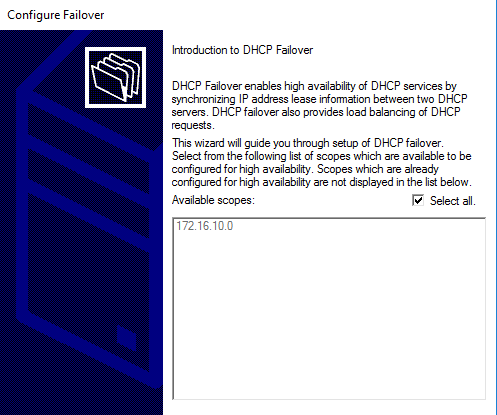 Configure Failover
Introduction to DHCP Failover
DHCP Failover enables high availability of DHCP services by
synchronizing IP address lease information between two DHCP
servers. DHCP failover also provides load balancing of DHCP
requests.
This wizard will guide you through setup of DHCP failover.
Select from the following list of scopes which are available to be
configured for high availability. Scopes which are already
configured for high availability are not displayed in the list below.
Available scopes: Select all.
172.16.10.0